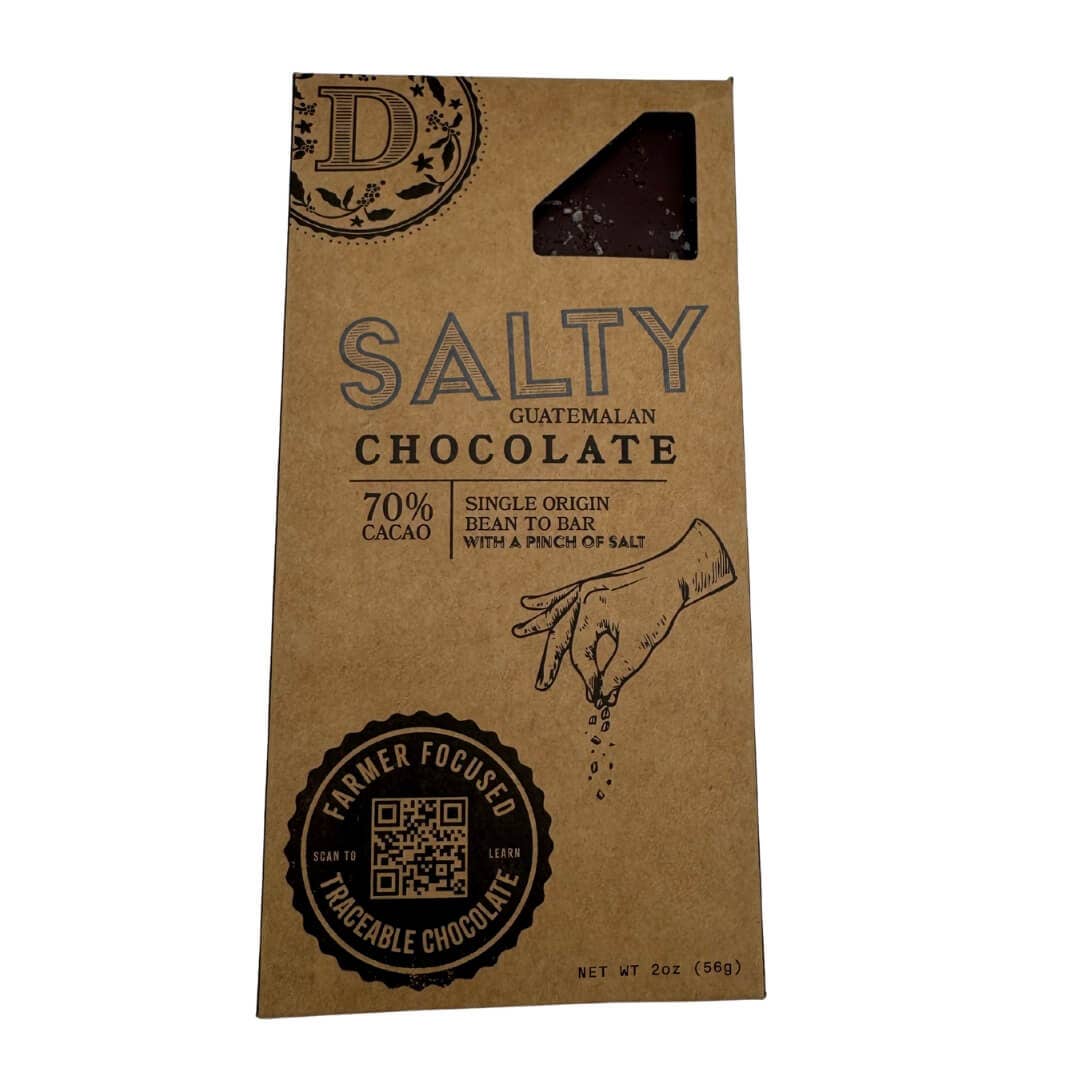 D
SALTY
GUATEMALAN
CHOCOLATE
70%
CACAO
SINGLE ORIGIN
BEAN TO BAR
WITH A PINCH OF SALT
FARMER FOCUSED
SCAN TO LEARN
TRACEABLE CHOCOLATE
NET WT 2oz (56g)